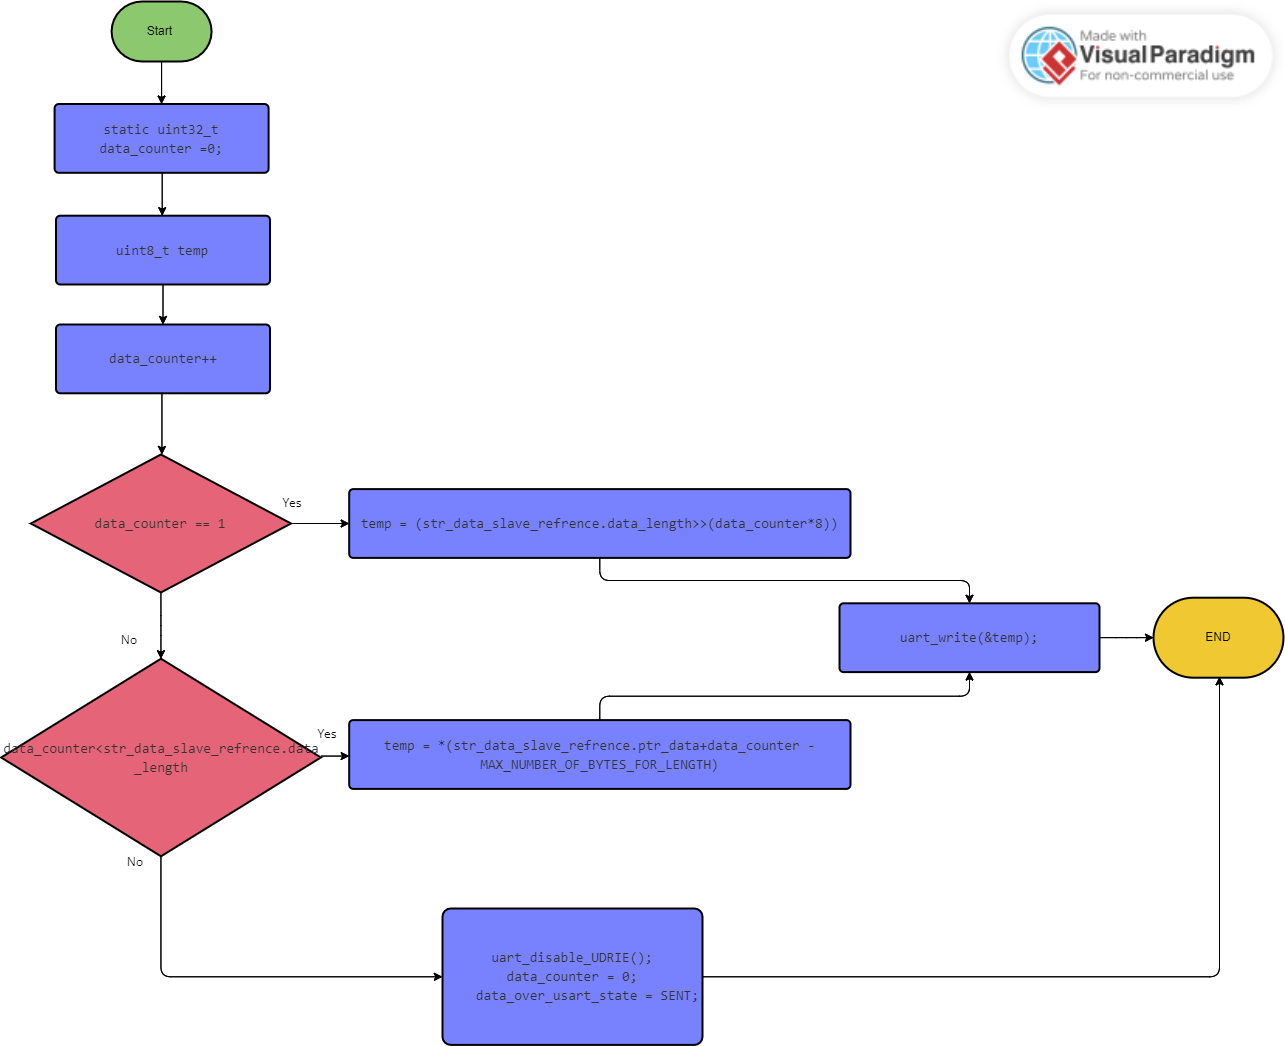 Start
Made with
Visual Paradigm
For non-commercial use
static uint32_t
data_counter =0;
uint8_t temp
data_counter++
data_counter == 1
Yes
temp = (str_data_slave_refrence.data_length>>(data_counter*8))
No
uart_write(&temp);
END
data_counter<str_data_slave_refrence.data
_length
Yes
temp = *(str_data_slave_refrence.ptr_data+data_counter -
MAX_NUMBER_OF_BYTES_FOR_LENGTH)
No
uart_disable_UDRIE();
data_counter = 0;
data_over_usart_state = SENT;